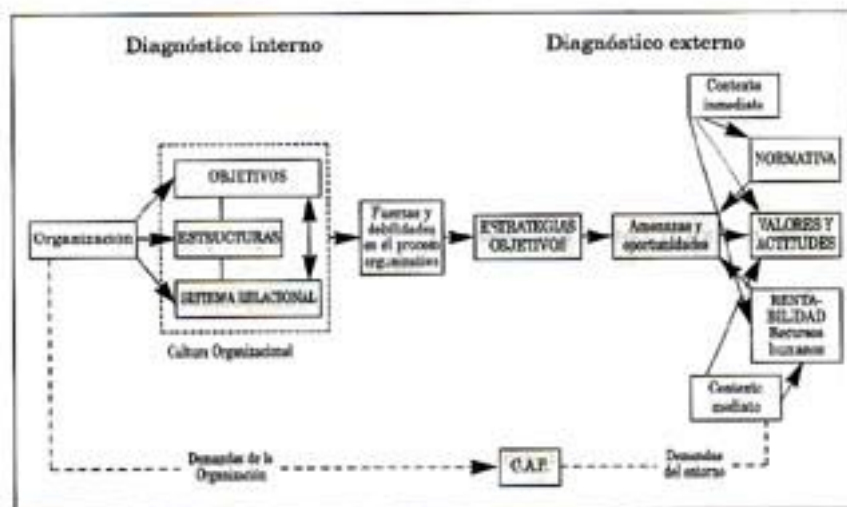 Diagnóstico interno
Diagnóstico externo
Contexto
inmediato
NORMATIVA
OBJETIVOS
Organización
ESTRUCTURAS
SISTEMA RELACIONAL
Cultura Organizacional
Fuerzas y
debilidades
en el proceso
organizativo
ESTRATEGIAS
OBJETIVOS
Amenazas y
oportunidades
VALORES Y
ACTITUDES
RENTA-
BILIDAD
Recursos
humanos
Contexto
mediato
Demandas de la
Organización
C.A.P.
Demandas
del entorno